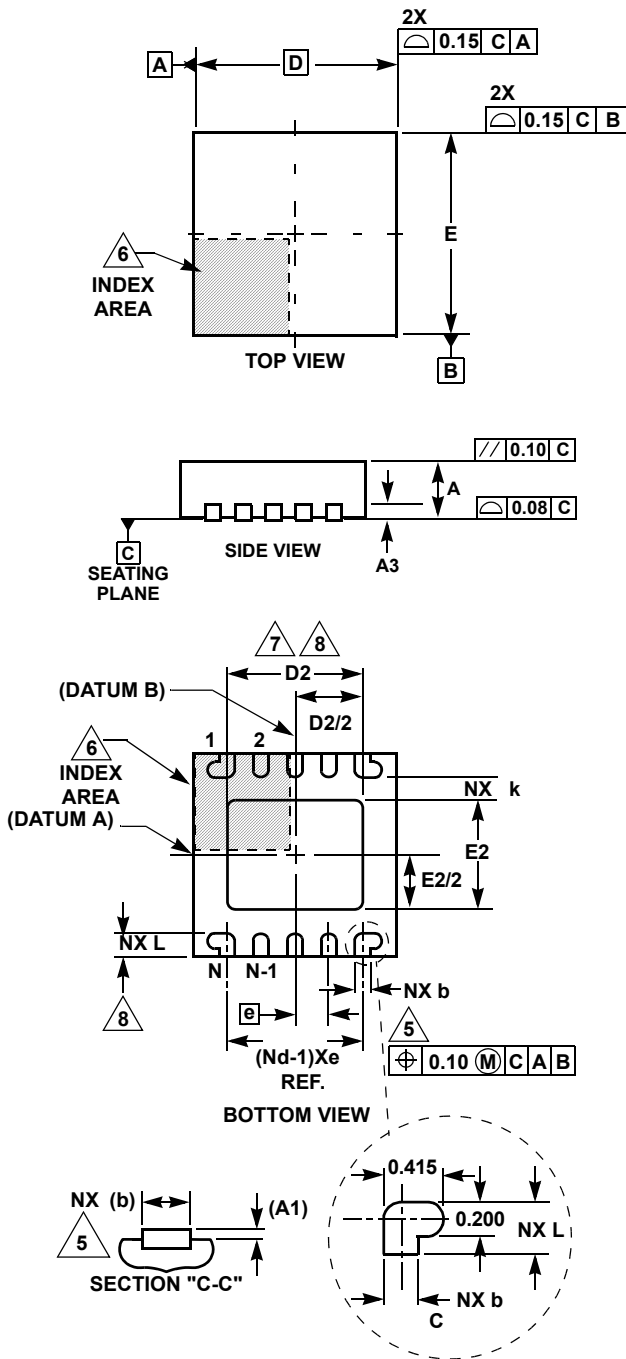 2X
⌓ 0.15 C A
A
D
2X
⌓ 0.15 C B
6
INDEX
AREA
E
TOP VIEW
B
// 0.10 C
A
⌓ 0.08 C
C
SEATING
PLANE
SIDE VIEW
A3
7 8
D2
(DATUM B)
D2/2
6
INDEX
AREA
(DATUM A)
1 2
NX k
E2
E2/2
NX L
8
N N-1
NX b
e
5
(Nd-1)Xe
REF.
⌖ 0.10 Ⓜ C A B
BOTTOM VIEW
NX (b)
(A1)
5
SECTION "C-C"
0.415
0.200
NX L
NX b
C